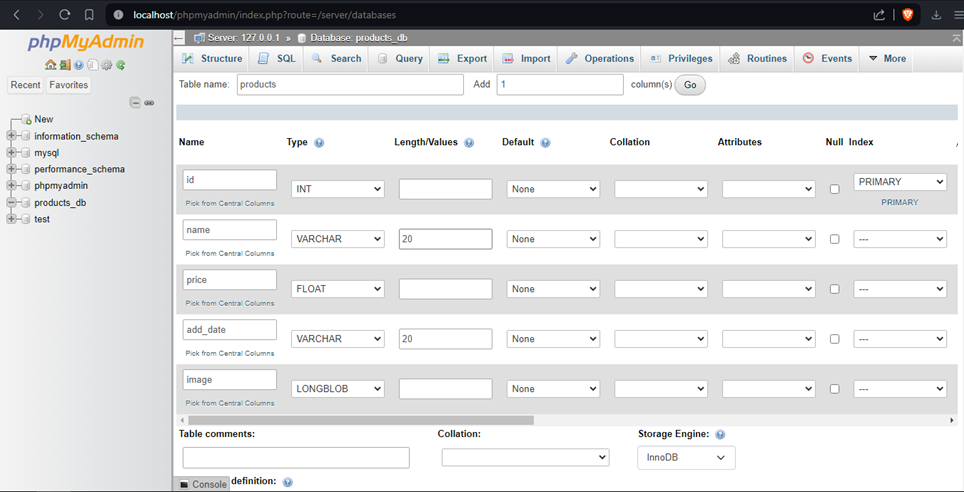 localhost/phpmyadmin/index.php?route=/server/databases
phpMyAdmin
Recent Favorites
New
information_schema
mysql
performance_schema
phpmyadmin
products_db
test
Server: 127.0.0.1 » Database: products_db
Structure SQL Search Query Export Import Operations Privileges Routines Events More
Table name: products Add 1 column(s) Go
Name Type Length/Values Default Collation Attributes Null Index
id INT None PRIMARY
Pick from Central Columns PRIMARY
name VARCHAR 20 None ---
Pick from Central Columns
price FLOAT None ---
Pick from Central Columns
add_date VARCHAR 20 None ---
Pick from Central Columns
image LONGBLOB None ---
Pick from Central Columns
Table comments: Collation: Storage Engine:
InnoDB
Console definition: